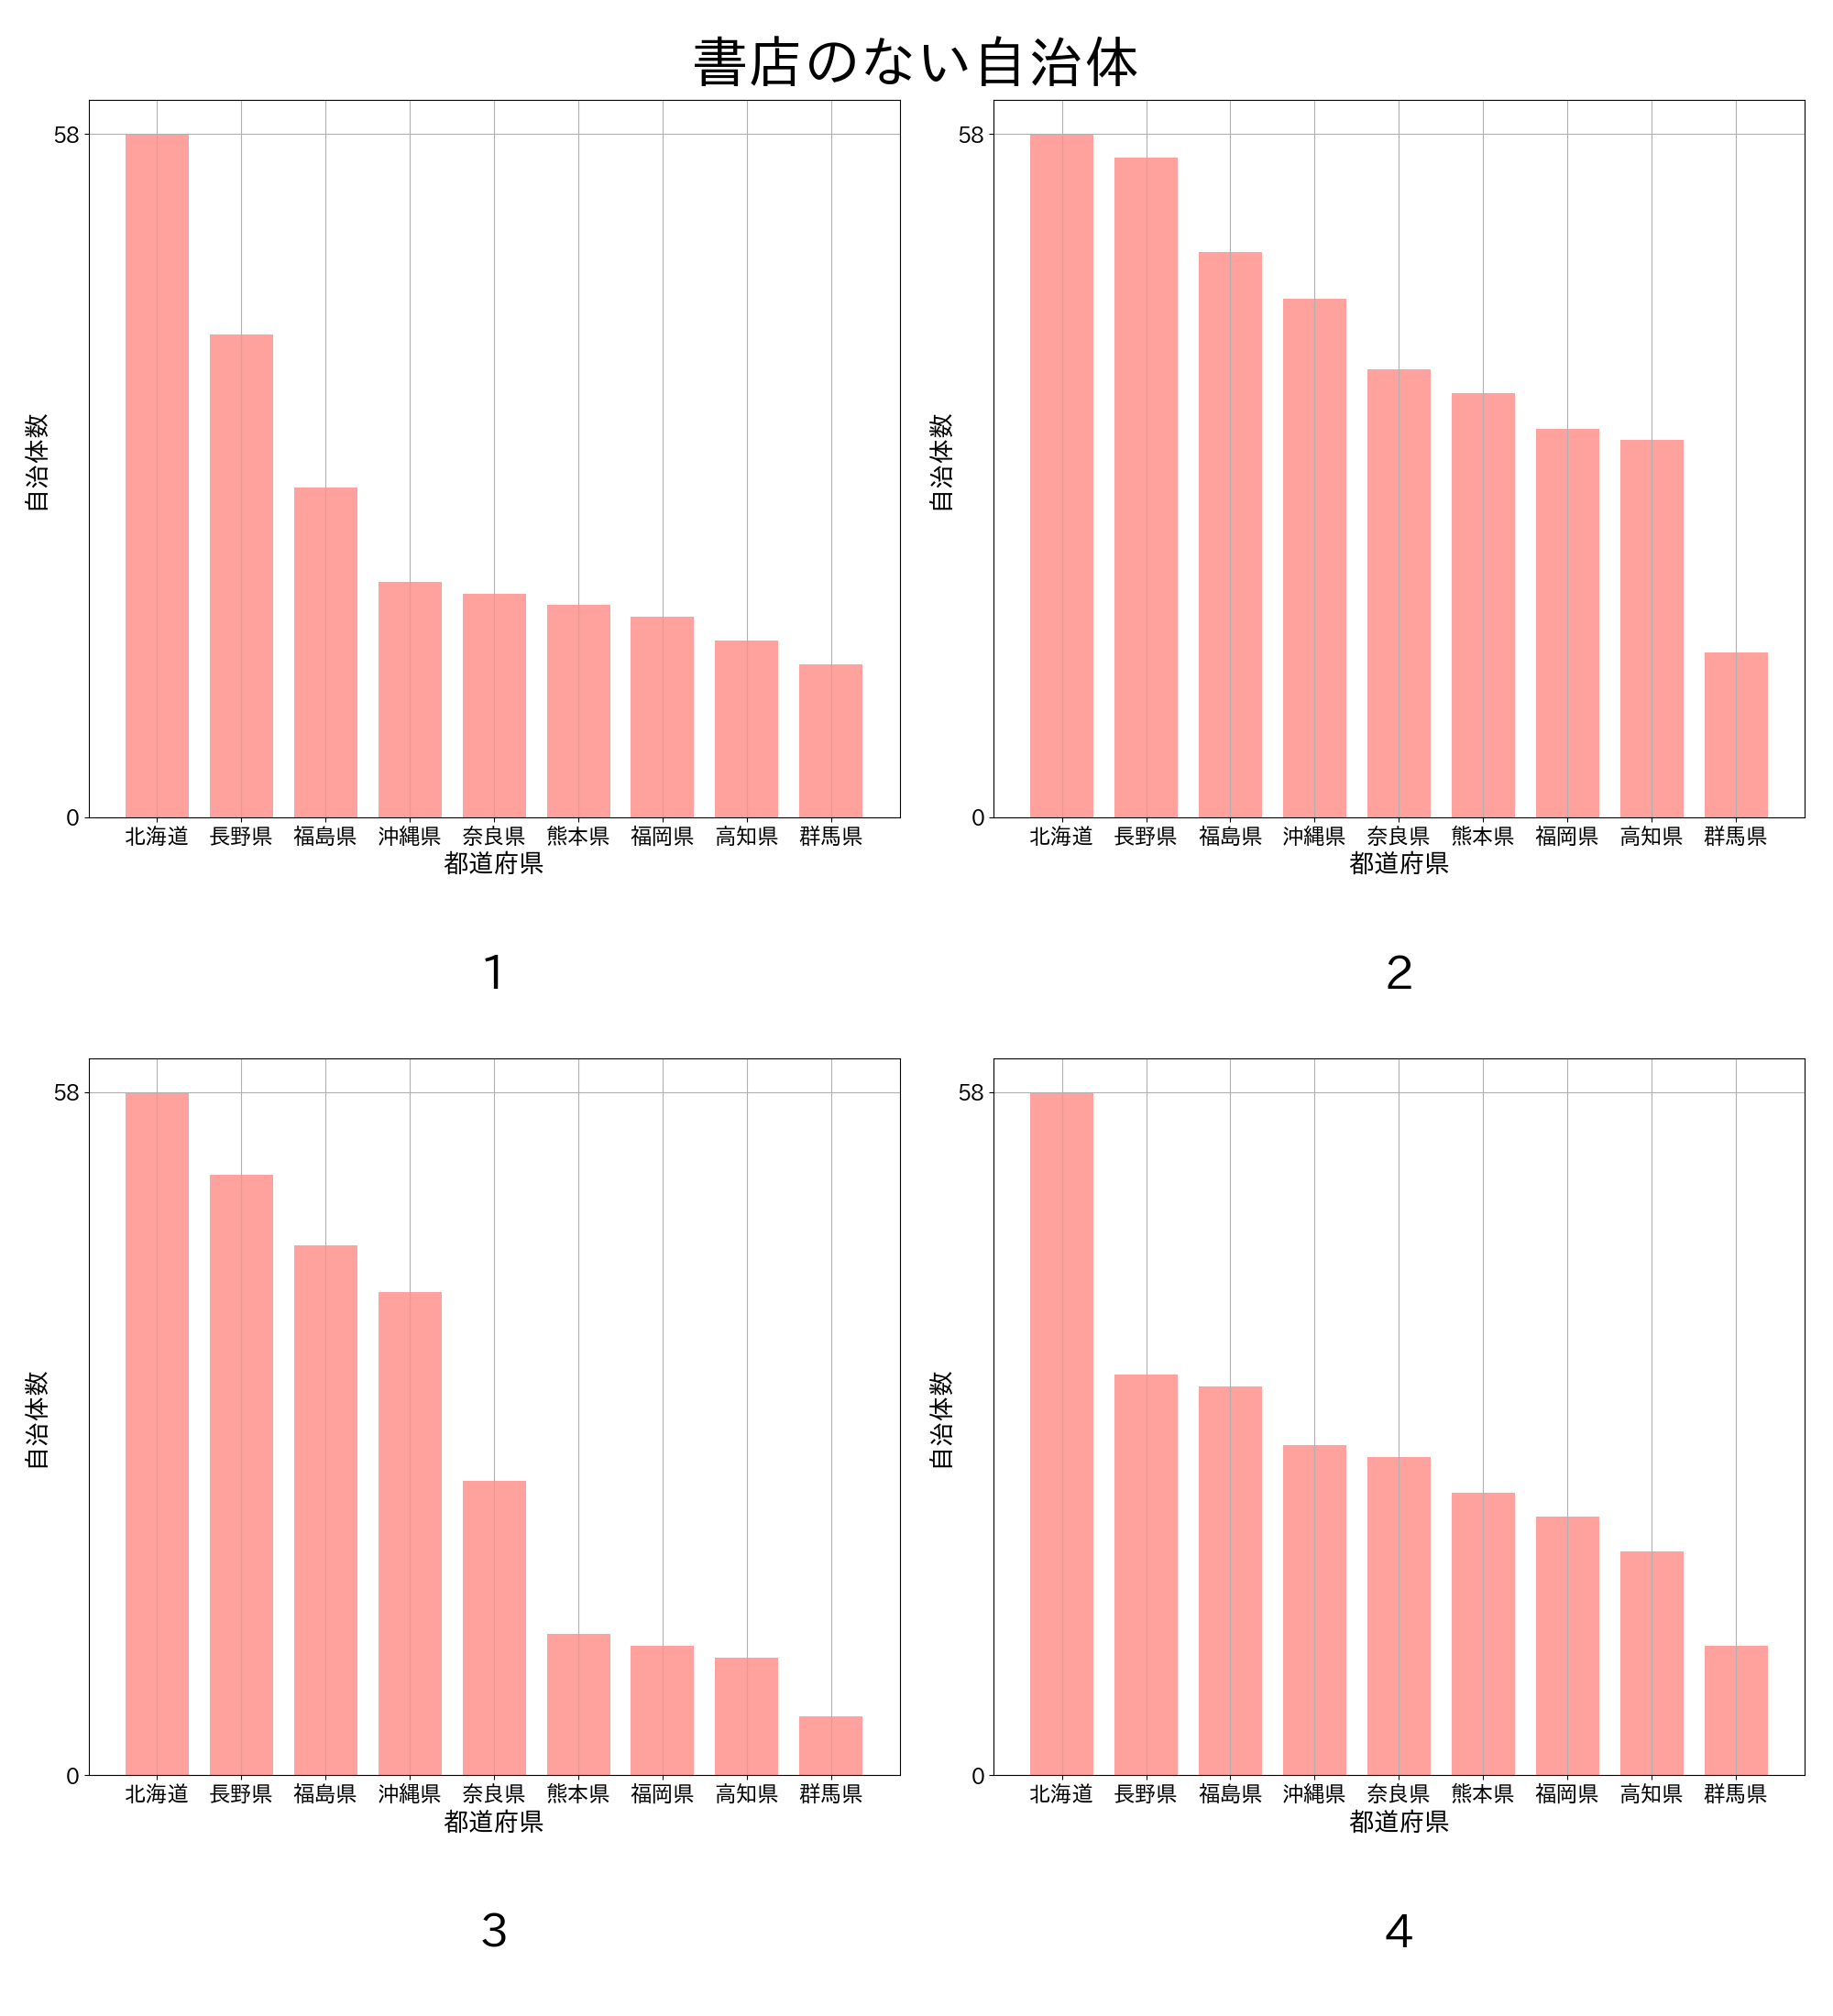 書店のない自治体
58
0
自治体数
北海道 長野県 福島県 沖縄県 奈良県 熊本県 福岡県 高知県 群馬県
都道府県
1
58
0
自治体数
北海道 長野県 福島県 沖縄県 奈良県 熊本県 福岡県 高知県 群馬県
都道府県
2
58
0
自治体数
北海道 長野県 福島県 沖縄県 奈良県 熊本県 福岡県 高知県 群馬県
都道府県
3
58
0
自治体数
北海道 長野県 福島県 沖縄県 奈良県 熊本県 福岡県 高知県 群馬県
都道府県
4